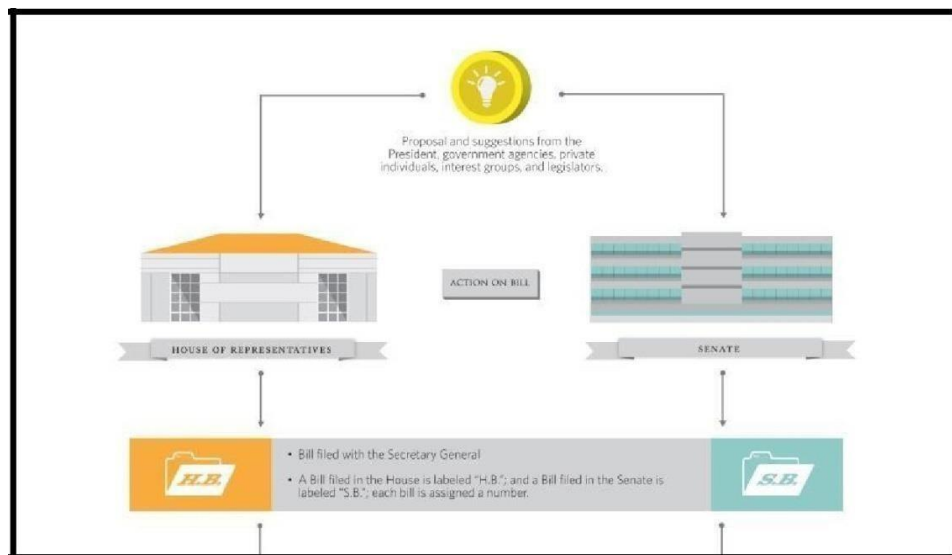 Proposal and suggestions from the
President, government agencies, private
individuals, interest groups, and legislators.
ACTION ON BILL
HOUSE OF REPRESENTATIVES
SENATE
H.B.
• Bill filed with the Secretary General
• A Bill filed in the House is labeled "H.B."; and a Bill filed in the Senate is
labeled "S.B."; each bill is assigned a number.
S.B.